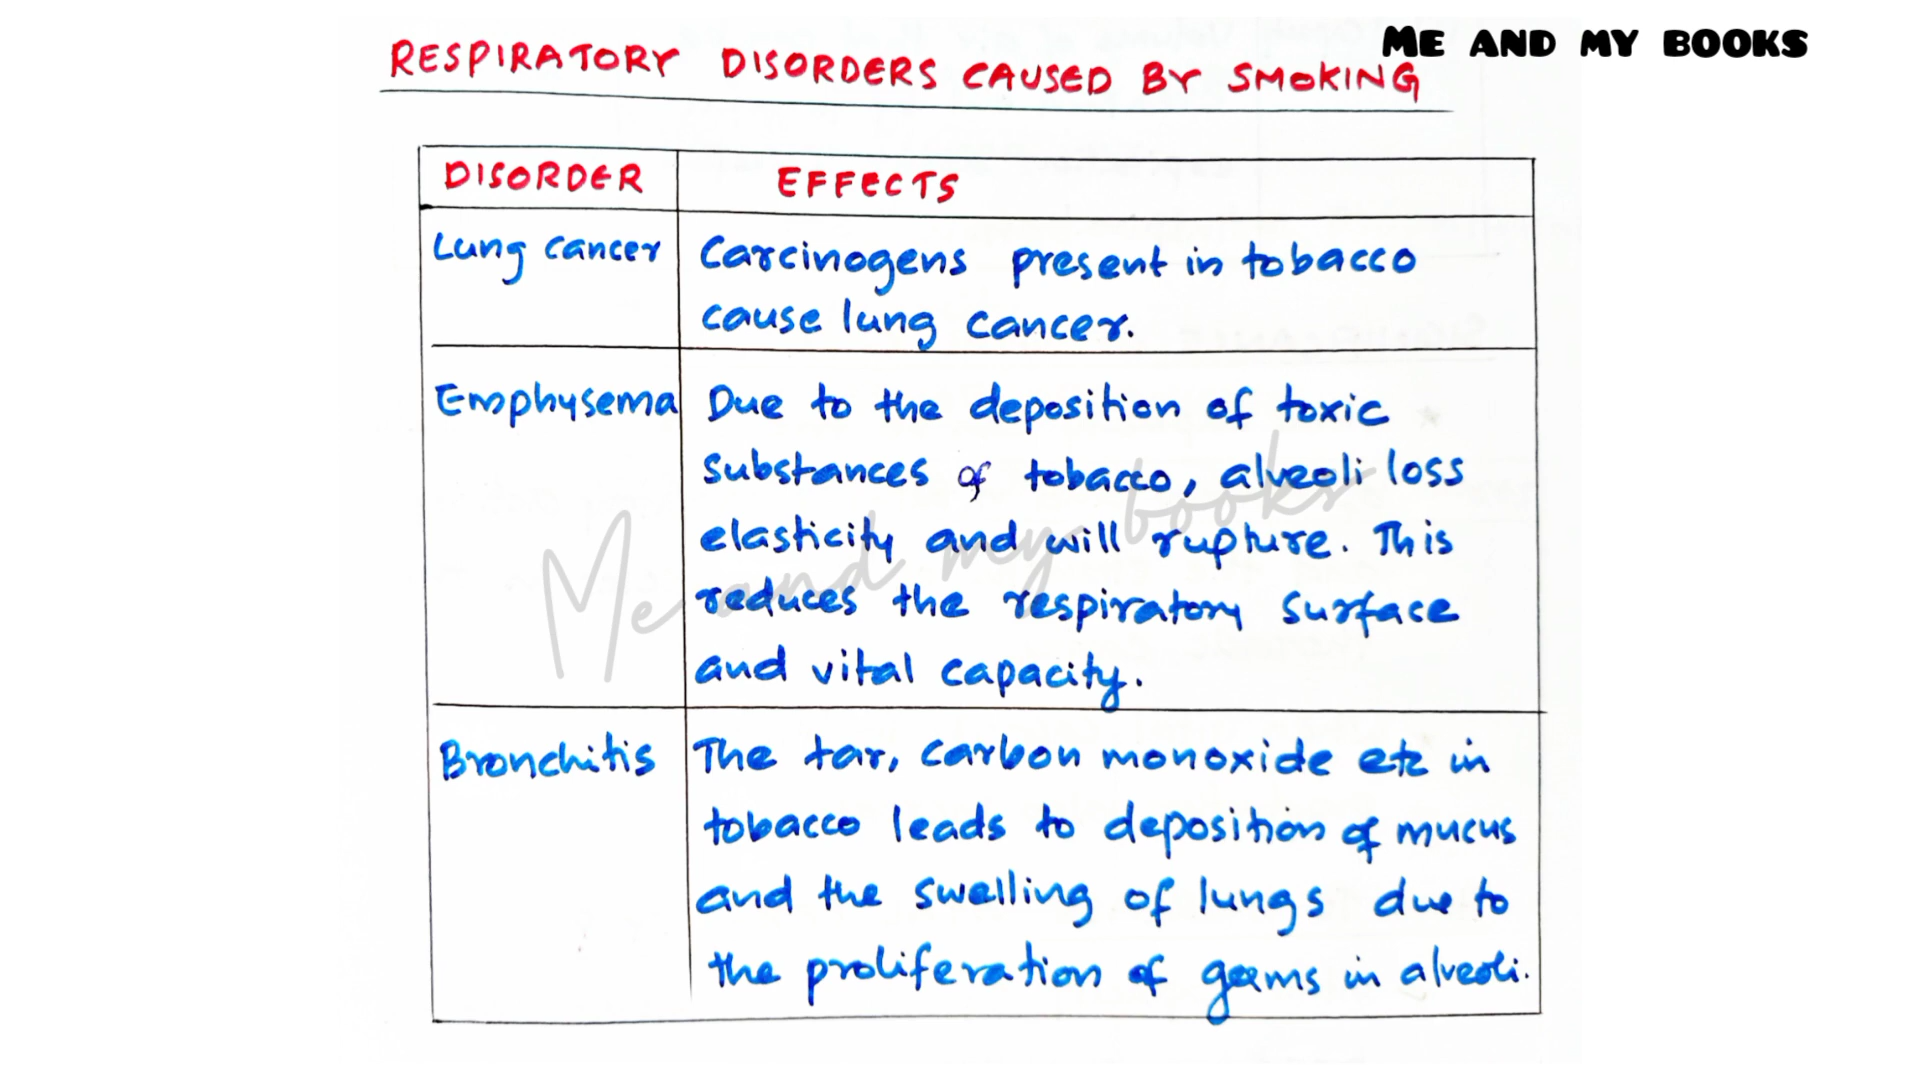 ME AND MY BOOKS
RESPIRATORY DISORDERS CAUSED BY SMOKING
DISORDER
EFFECTS
Lung cancer
Carcinogens present in tobacco
cause lung cancer.
Emphysema
Due to the deposition of toxic
substances of tobacco, alveoli loss
elasticity and will rupture. This
reduces the respiratory surface
and vital capacity.
Me and my books
Bronchitis
The tar, carbon monoxide etc in
tobacco leads to deposition of mucus
and the swelling of lungs due to
the proliferation of germs in alveoli.